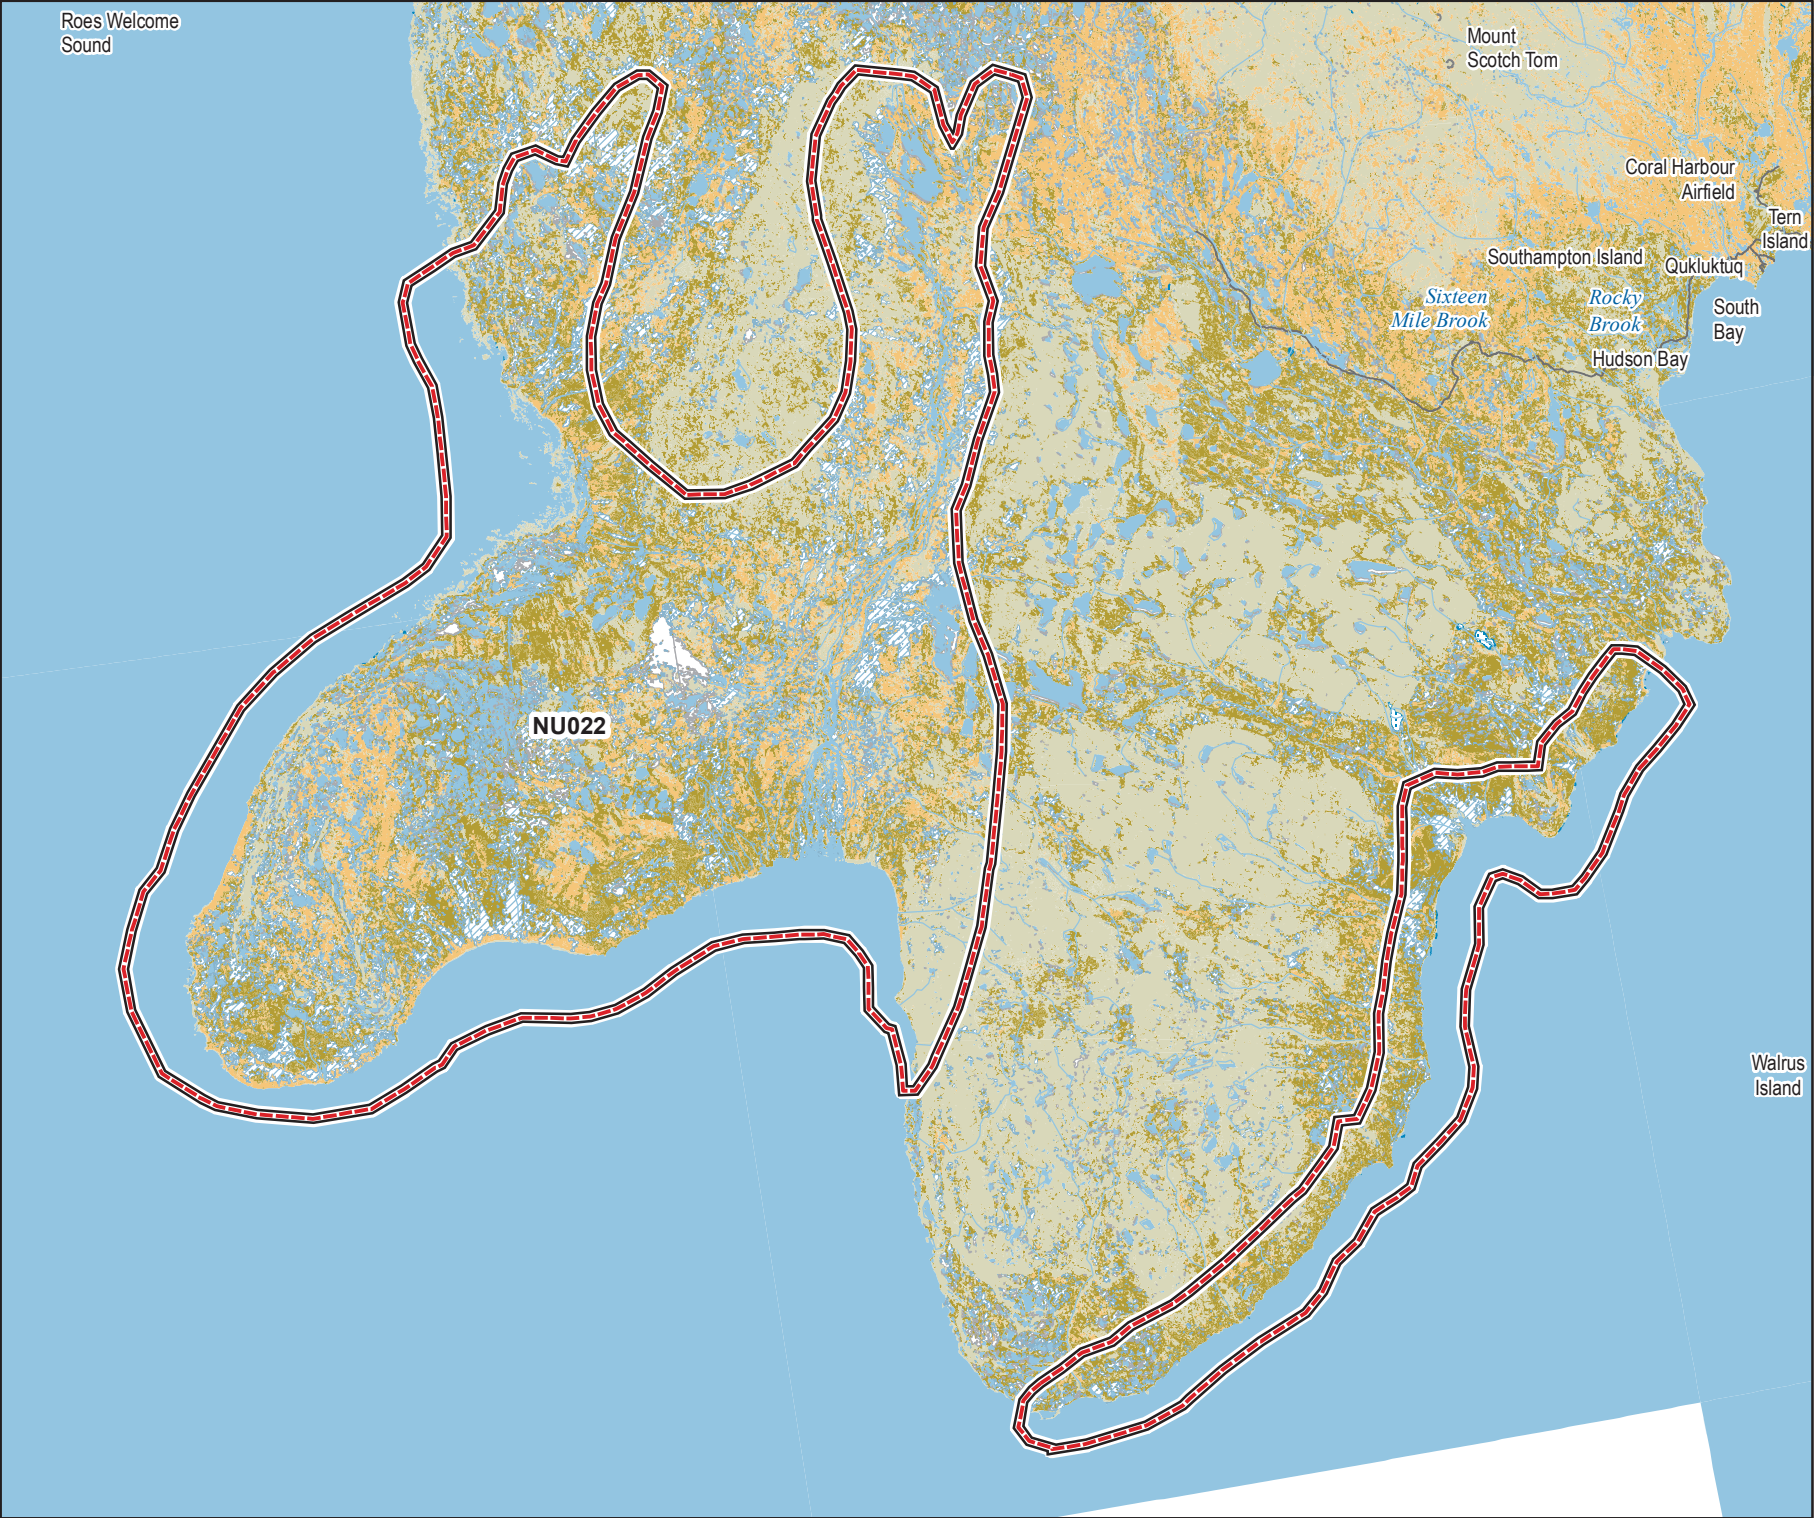 Roes Welcome
Sound
Mount
Scotch Tom
Coral Harbour
Airfield
Tern
Island
Southampton Island
Qukluktuq
Sixteen
Mile Brook
Rocky
Brook
South
Bay
Hudson Bay
NU022
Walrus
Island